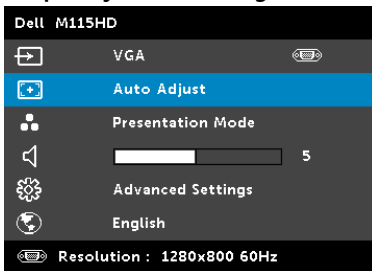 Dell M115HD
VGA
Auto Adjust
Presentation Mode
5
Advanced Settings
English
Resolution : 1280x800 60Hz